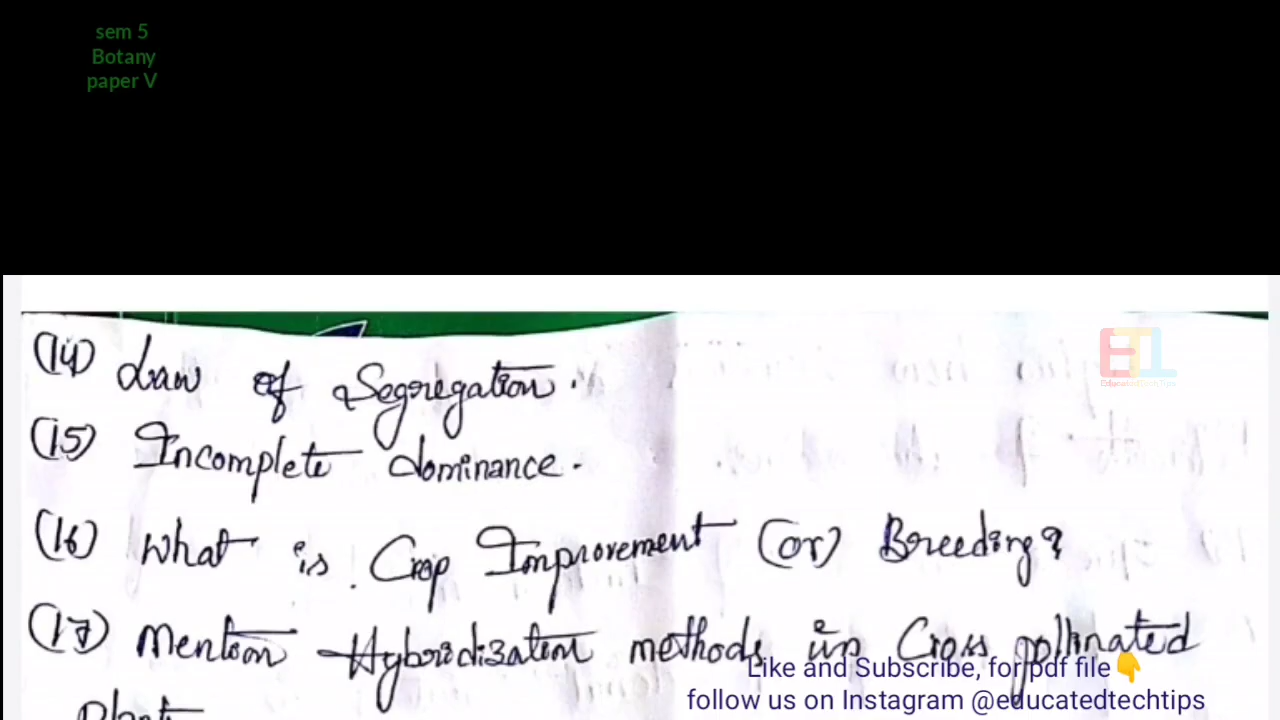 sem 5
Botany
paper V
(14) Law of Segregation.
EducatedTechTips
(15) Incomplete dominance.
(16) What is Crop Improvement (or) Breeding?
(17) Mention Hybridization methods in Cross pollinated
Like and Subscribe, for pdf file👇
follow us on Instagram @educatedtechtips